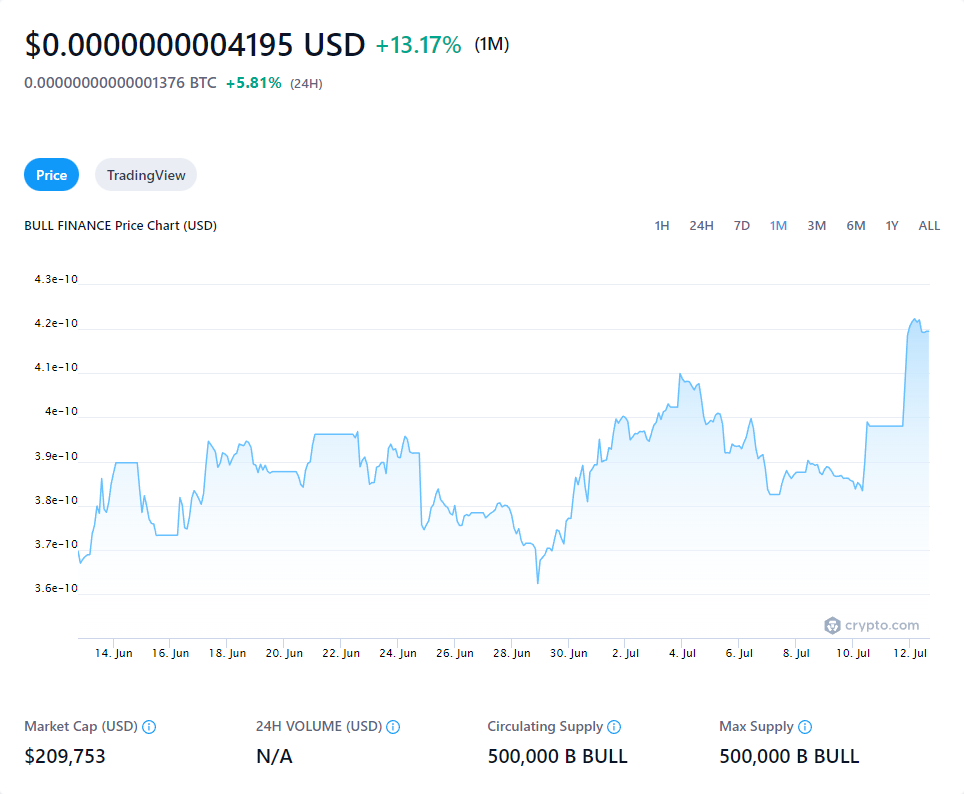 $0.0000000004195 USD +13.17% (1M)
0.00000000000001376 BTC +5.81% (24H)
Price TradingView
BULL FINANCE Price Chart (USD) 1H 24H 7D 1M 3M 6M 1Y ALL
4.3e-10
4.2e-10
4.1e-10
4e-10
3.9e-10
3.8e-10
3.7e-10
3.6e-10
crypto.com
14. Jun 16. Jun 18. Jun 20. Jun 22. Jun 24. Jun 26. Jun 28. Jun 30. Jun 2. Jul 4. Jul 6. Jul 8. Jul 10. Jul 12. Jul
Market Cap (USD) 24H VOLUME (USD) Circulating Supply Max Supply
$209,753 N/A 500,000 B BULL 500,000 B BULL